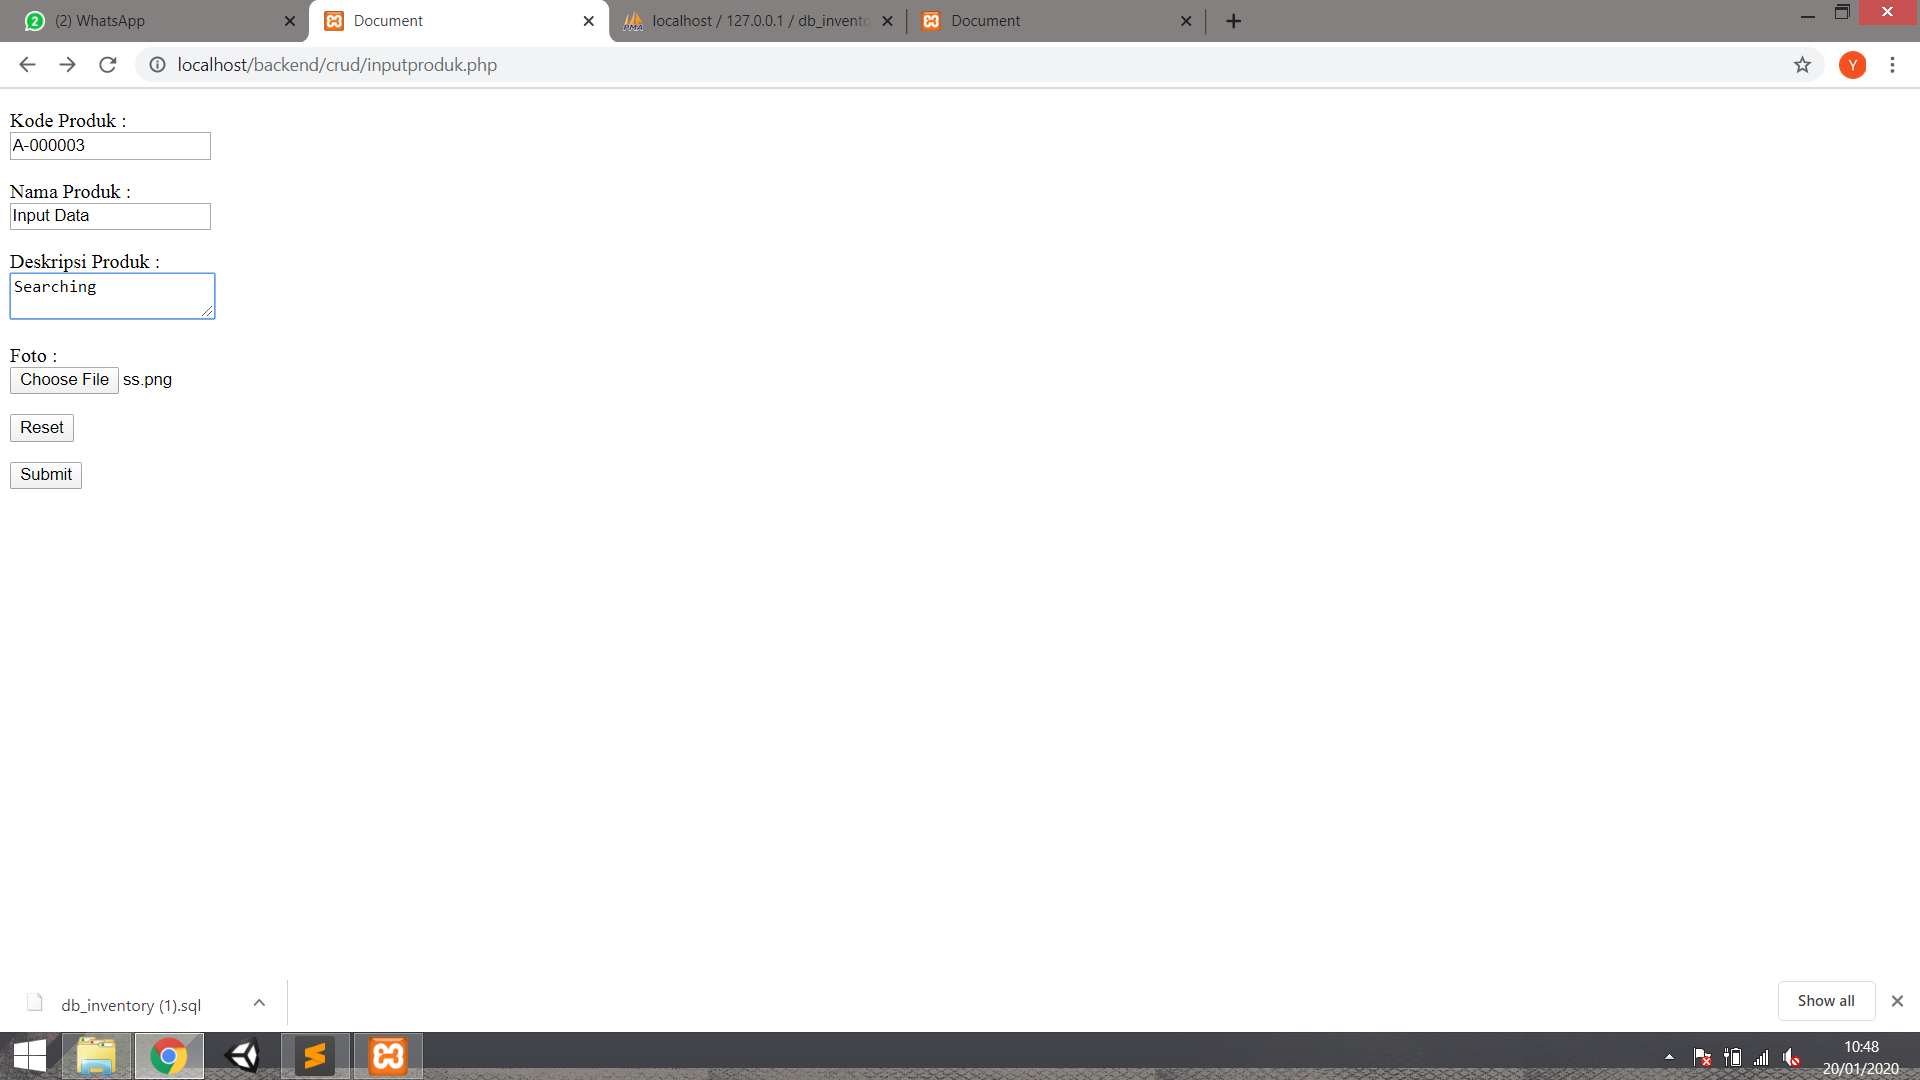 (2) WhatsApp
Document
localhost / 127.0.0.1 / db_invento
Document
localhost/backend/crud/inputproduk.php
Y
Kode Produk :
A-000003
Nama Produk :
Input Data
Deskripsi Produk :
Searching
Foto :
Choose File ss.png
Reset
Submit
db_inventory (1).sql
Show all
10:48
20/01/2020